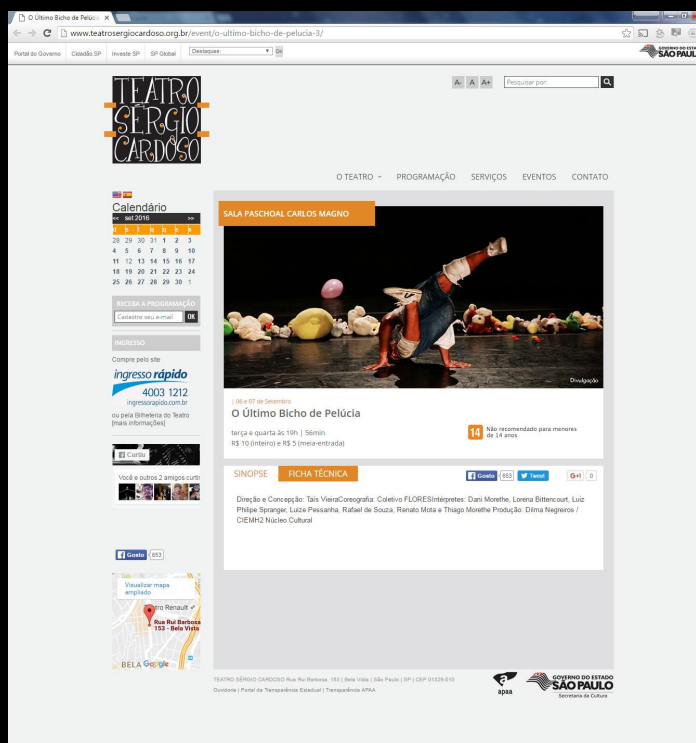 O Último Bicho de Pelúcia
www.teatrosergiocardoso.org.br/event/o-ultimo-bicho-de-pelucia-3/
Portal do Governo Cidadão.SP Investe SP SP Global Destaques: OK
GOVERNO DO ESTADO
SÃO PAULO
TEATRO
SÉRGIO
CARDOSO
A- A A+ Pesquisar por:
O TEATRO PROGRAMAÇÃO SERVIÇOS EVENTOS CONTATO
Calendário
<< set 2016 >>
d s t q q s s
28 29 30 31 1 2 3
4 5 6 7 8 9 10
11 12 13 14 15 16 17
18 19 20 21 22 23 24
25 26 27 28 29 30 1
RECEBA A PROGRAMAÇÃO
Cadastre seu e-mail OK
INGRESSO
Compre pelo site
ingresso rápido
4003 1212
ingressorapido.com.br
ou pela Bilheteria do Teatro
[mais informações]
Curtiu
Você e outros 2 amigos curtir
Gosto 653
Visualizar mapa
ampliado
tro Renault
Rua Rui Barbosa
153 - Bela Vista
BELA Google
SALA PASCHOAL CARLOS MAGNO
Divulgação
| 06 e 07 de Setembro
O Último Bicho de Pelúcia
terça e quarta às 19h | 56min
R$ 10 (inteiro) e R$ 5 (meia-entrada)
14 Não recomendado para menores
de 14 anos
SINOPSE FICHA TÉCNICA
Gosto 653 Tweet G+1 0
Direção e Concepção: Taís VieiraCoreografia: Coletivo FLORESIntérpretes: Dani Morethe, Lorena Bittencourt, Luiz
Philipe Spranger, Luize Pessanha, Rafael de Souza, Renato Mota e Thiago Morethe Produção: Dilma Negreiros /
CIEMH2 Núcleo Cultural
TEATRO SÉRGIO CARDOSO Rua Rui Barbosa, 153 | Bela Vista | São Paulo | SP | CEP 01326-010
Ouvidoria | Portal da Transparência Estadual | Transparência APAA
apaa
GOVERNO DO ESTADO
SÃO PAULO
Secretaria da Cultura